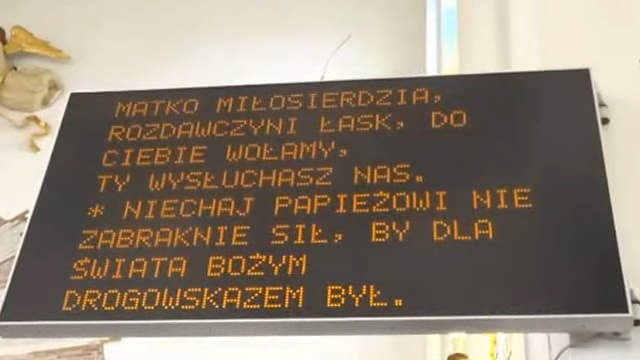 MATKO MIŁOSIERDZIA,
ROZDAWCZYNI ŁASK, DO
CIEBIE WOŁAMY,
TY WYSŁUCHASZ NAS.
* NIECHAJ PAPIEŻOWI NIE
ZABRAKNIE SIŁ, BY DLA
ŚWIATA BOŻYM
DROGOWSKAZEM BYŁ.